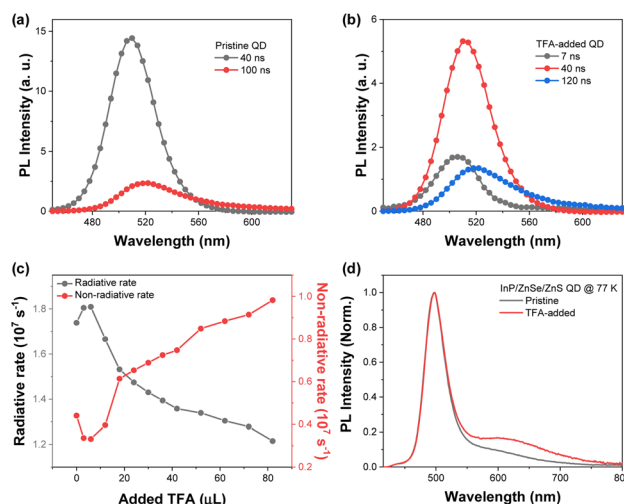 (a)
Pristine QD
40 ns
100 ns
15
10
5
0
480 520 560 600
PL Intensity (a. u.)
Wavelength (nm)
(b)
TFA-added QD
7 ns
40 ns
120 ns
6
4
2
0
450 500 550 600
PL Intensity (a. u.)
Wavelength (nm)
(c)
Radiative rate
Non-radiative rate
1.8
1.6
1.4
1.2
1.0
0.8
0.6
0.4
0.2
0 20 40 60 80
Radiative rate (10⁷ s⁻¹)
Non-radiative rate (10⁷ s⁻¹)
Added TFA (μL)
(d)
InP/ZnSe/ZnS QD @ 77 K
Pristine
TFA-added
1.0
0.8
0.6
0.4
0.2
0.0
500 600 700 800
PL Intensity (Norm.)
Wavelength (nm)